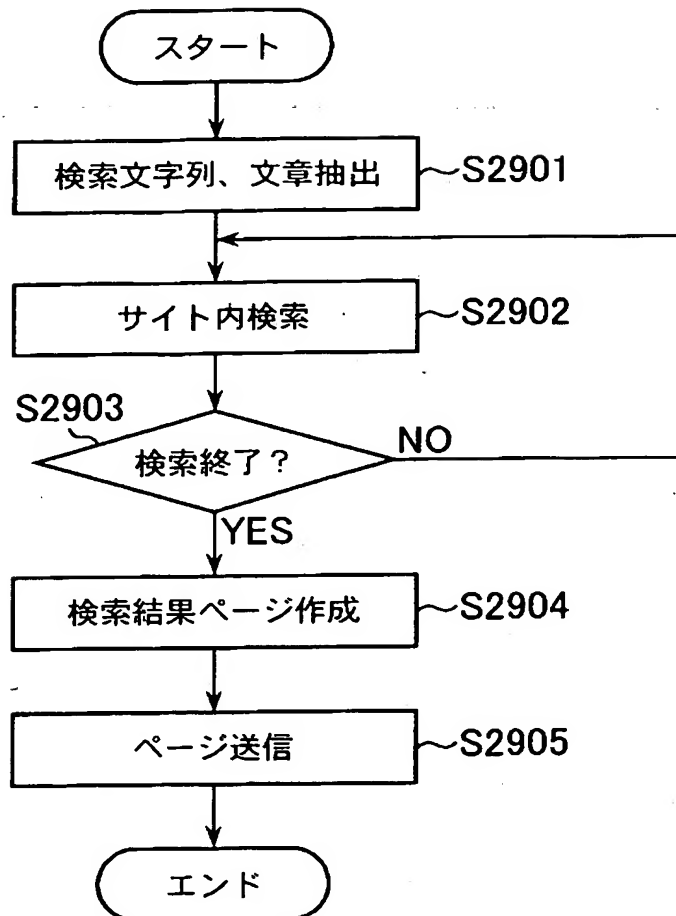 スタート
検索文字列、文章抽出 S2901
サイト内検索 S2902
S2903
検索終了? NO
YES
検索結果ページ作成 S2904
ページ送信 S2905
エンド